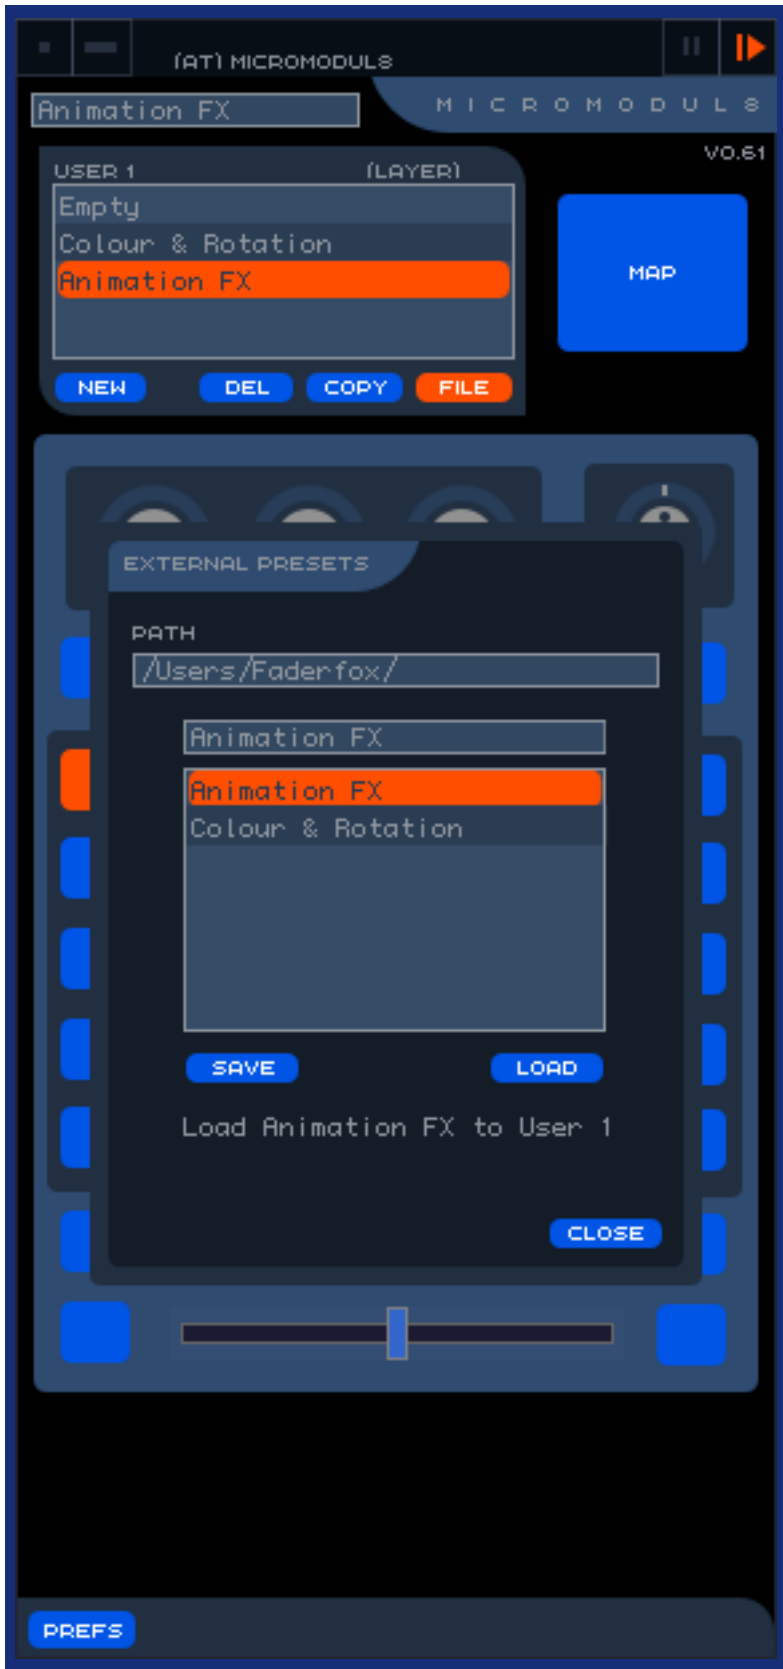 (AT) MICROMODUL8
Animation FX
MICROMODUL8
V0.61
USER 1 (LAYER)
Empty
Colour & Rotation
Animation FX
MAP
NEW DEL COPY FILE
EXTERNAL PRESETS
PATH
/Users/Faderfox/
Animation FX
Animation FX
Colour & Rotation
SAVE LOAD
Load Animation FX to User 1
CLOSE
PREFS